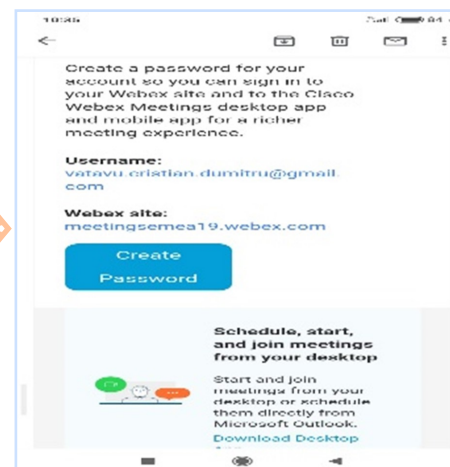 10:35
84
Create a password for your
account so you can sign in to
your Webex site and to the Cisco
Webex Meetings desktop app
and mobile app for a richer
meeting experience.
Username:
vatavu.cristian.dumitru@gmail.
com
Webex site:
meetingsemea19.webex.com
Create
Password
Schedule, start,
and join meetings
from your desktop
Start and join
meetings from your
desktop or schedule
them directly from
Microsoft Outlook.
Download Desktop